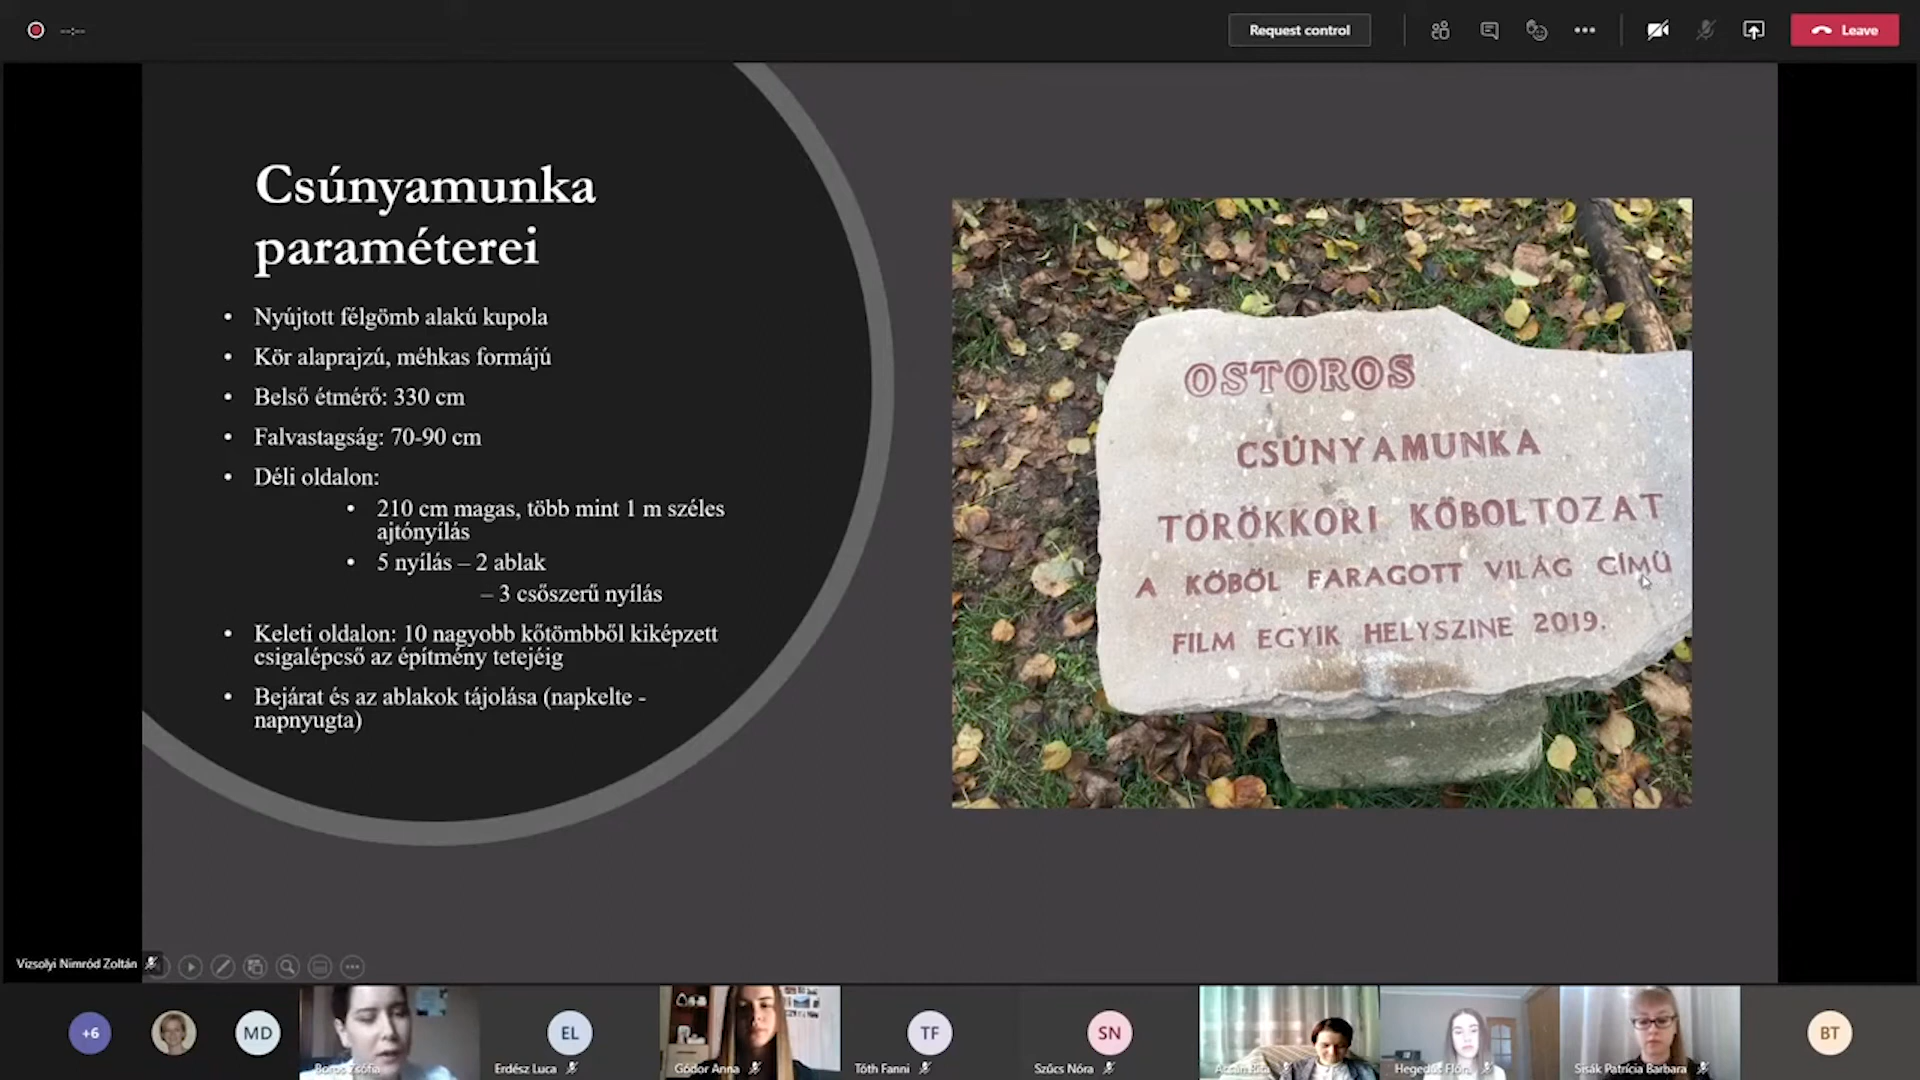 --:--
Request control
Leave
Csúnyamunka
paraméterei
• Nyújtott félgömb alakú kupola
• Kör alaprajzú, méhkas formájú
• Belső étmérő: 330 cm
• Falvastagság: 70-90 cm
• Déli oldalon:
• 210 cm magas, több mint 1 m széles
ajtónyílás
• 5 nyílás – 2 ablak
– 3 csőszerű nyílás
• Keleti oldalon: 10 nagyobb kőtömbből kiképzett
csigalépcső az építmény tetejéig
• Bejárat és az ablakok tájolása (napkelte -
napnyugta)
OSTOROS
CSÚNYAMUNKA
TÖRÖKKORI KŐBOLTOZAT
A KŐBŐL FARAGOTT VILÁG CÍMŰ
FILM EGYIK HELYSZINE 2019.
Vizsolyi Nimród Zoltán
+6
MD
EL
TF
SN
BT
Erdész Luca
Gódor Anna
Tóth Fanni
Szűcs Nóra
Hegedűs Flóra
Sisák Patrícia Barbara